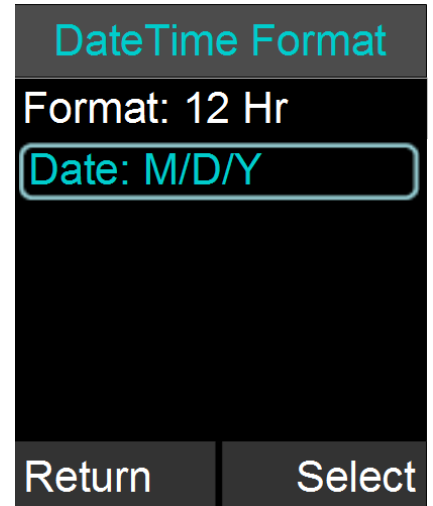 DateTime Format
Format: 12 Hr
Date: M/D/Y
Return Select